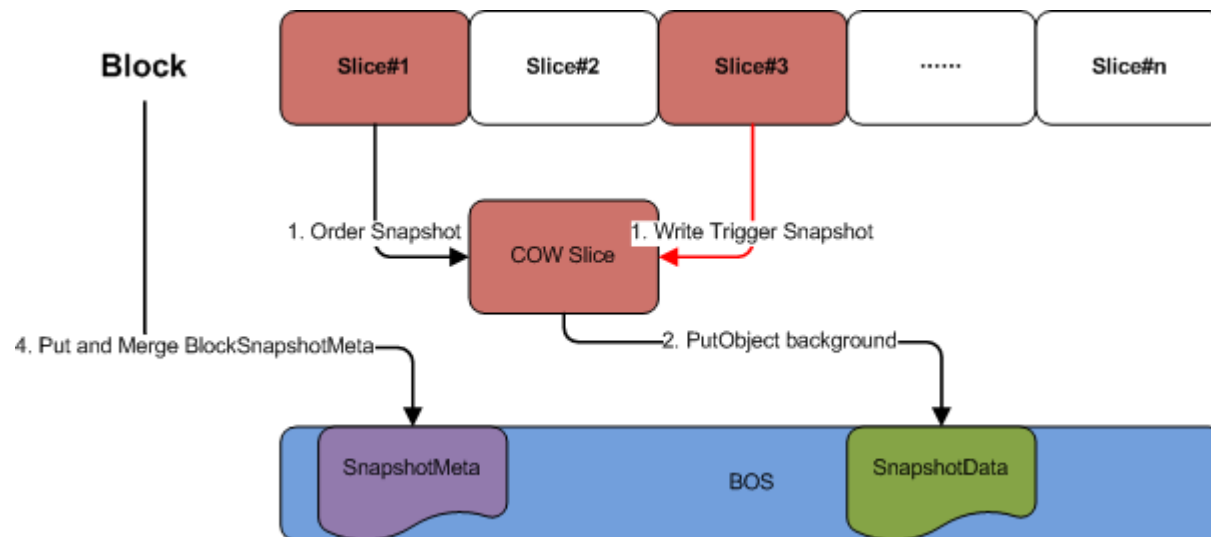 Block
Slice#1
Slice#2
Slice#3
······
Slice#n
1. Order Snapshot
COW Slice
1. Write Trigger Snapshot
4. Put and Merge BlockSnapshotMeta
2. PutObject background
SnapshotMeta
BOS
SnapshotData